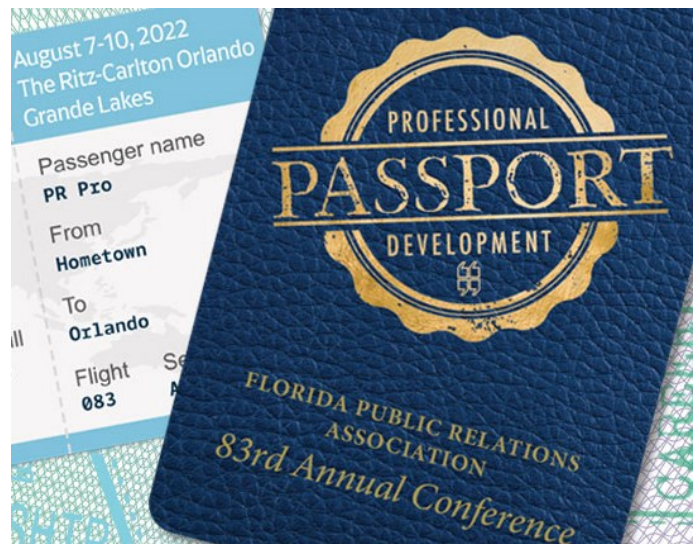 August 7-10, 2022
The Ritz-Carlton Orlando
Grande Lakes
Passenger name
PR Pro
From
Hometown
To
Orlando
Flight
083
PROFESSIONAL
PASSPORT
DEVELOPMENT
FLORIDA PUBLIC RELATIONS
ASSOCIATION
83rd Annual Conference